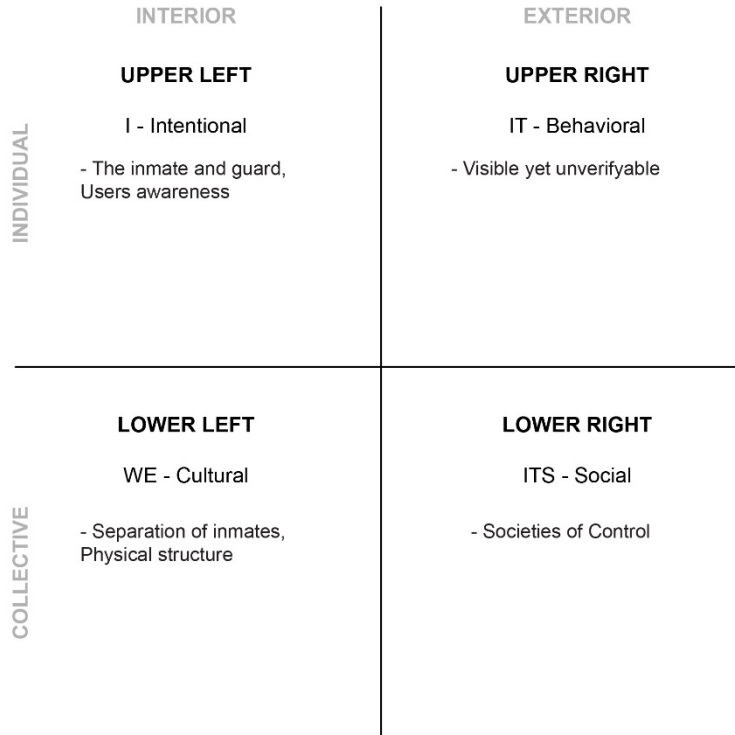 INTERIOR
EXTERIOR
INDIVIDUAL
UPPER LEFT
I - Intentional
- The inmate and guard,
Users awareness
UPPER RIGHT
IT - Behavioral
- Visible yet unverifyable
COLLECTIVE
LOWER LEFT
WE - Cultural
- Separation of inmates,
Physical structure
LOWER RIGHT
ITS - Social
- Societies of Control